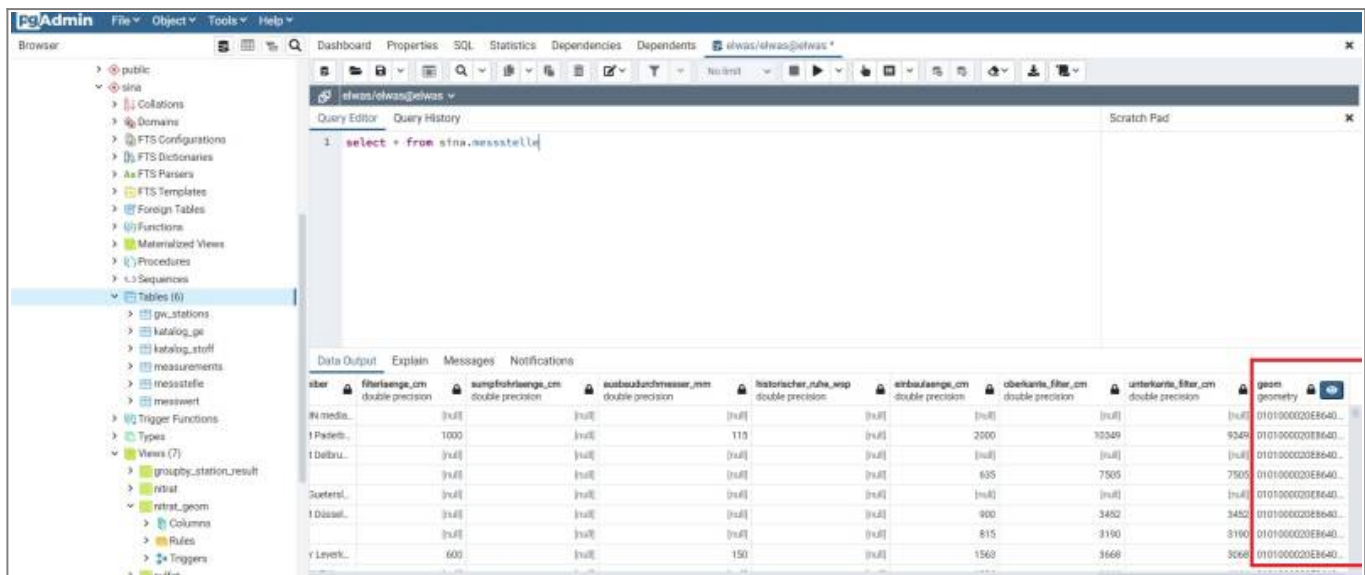 pgAdmin File Object Tools Help
Browser
Dashboard Properties SQL Statistics Dependencies Dependents elwas/elwas@elwas *
public
sina
Collations
Domains
FTS Configurations
FTS Dictionaries
FTS Parsers
FTS Templates
Foreign Tables
Functions
Materialized Views
Procedures
Sequences
Tables (6)
gw_stations
katalog_ge
katalog_stoff
measurements
messstelle
messwert
Trigger Functions
Types
Views (7)
groupby_station_result
nitrat
nitrat_geom
Columns
Rules
Triggers
No limit
elwas/elwas@elwas
Query Editor Query History
Scratch Pad
1 select * from sina.messstelle
Data Output Explain Messages Notifications
filterlaenge_cm double precision
sumpfrohrlaenge_cm double precision
ausbaudurchmesser_mm double precision
historischer_ruhe_wsp double precision
einbaulaenge_cm double precision
oberkante_filter_cm double precision
unterkante_filter_cm double precision
geom geometry
[null] [null] [null] [null] [null] [null] [null] 0101000020E8640...
1000 [null] 115 [null] 2000 10349 9349 0101000020E8640...
[null] [null] [null] [null] [null] [null] [null] 0101000020E8640...
[null] [null] [null] [null] 635 7505 7505 0101000020E8640...
[null] [null] [null] [null] [null] [null] [null] 0101000020E8640...
[null] [null] [null] [null] 900 3452 3452 0101000020E8640...
[null] [null] [null] [null] 815 3190 3190 0101000020E8640...
600 [null] 150 [null] 1563 3668 3068 0101000020E8640...